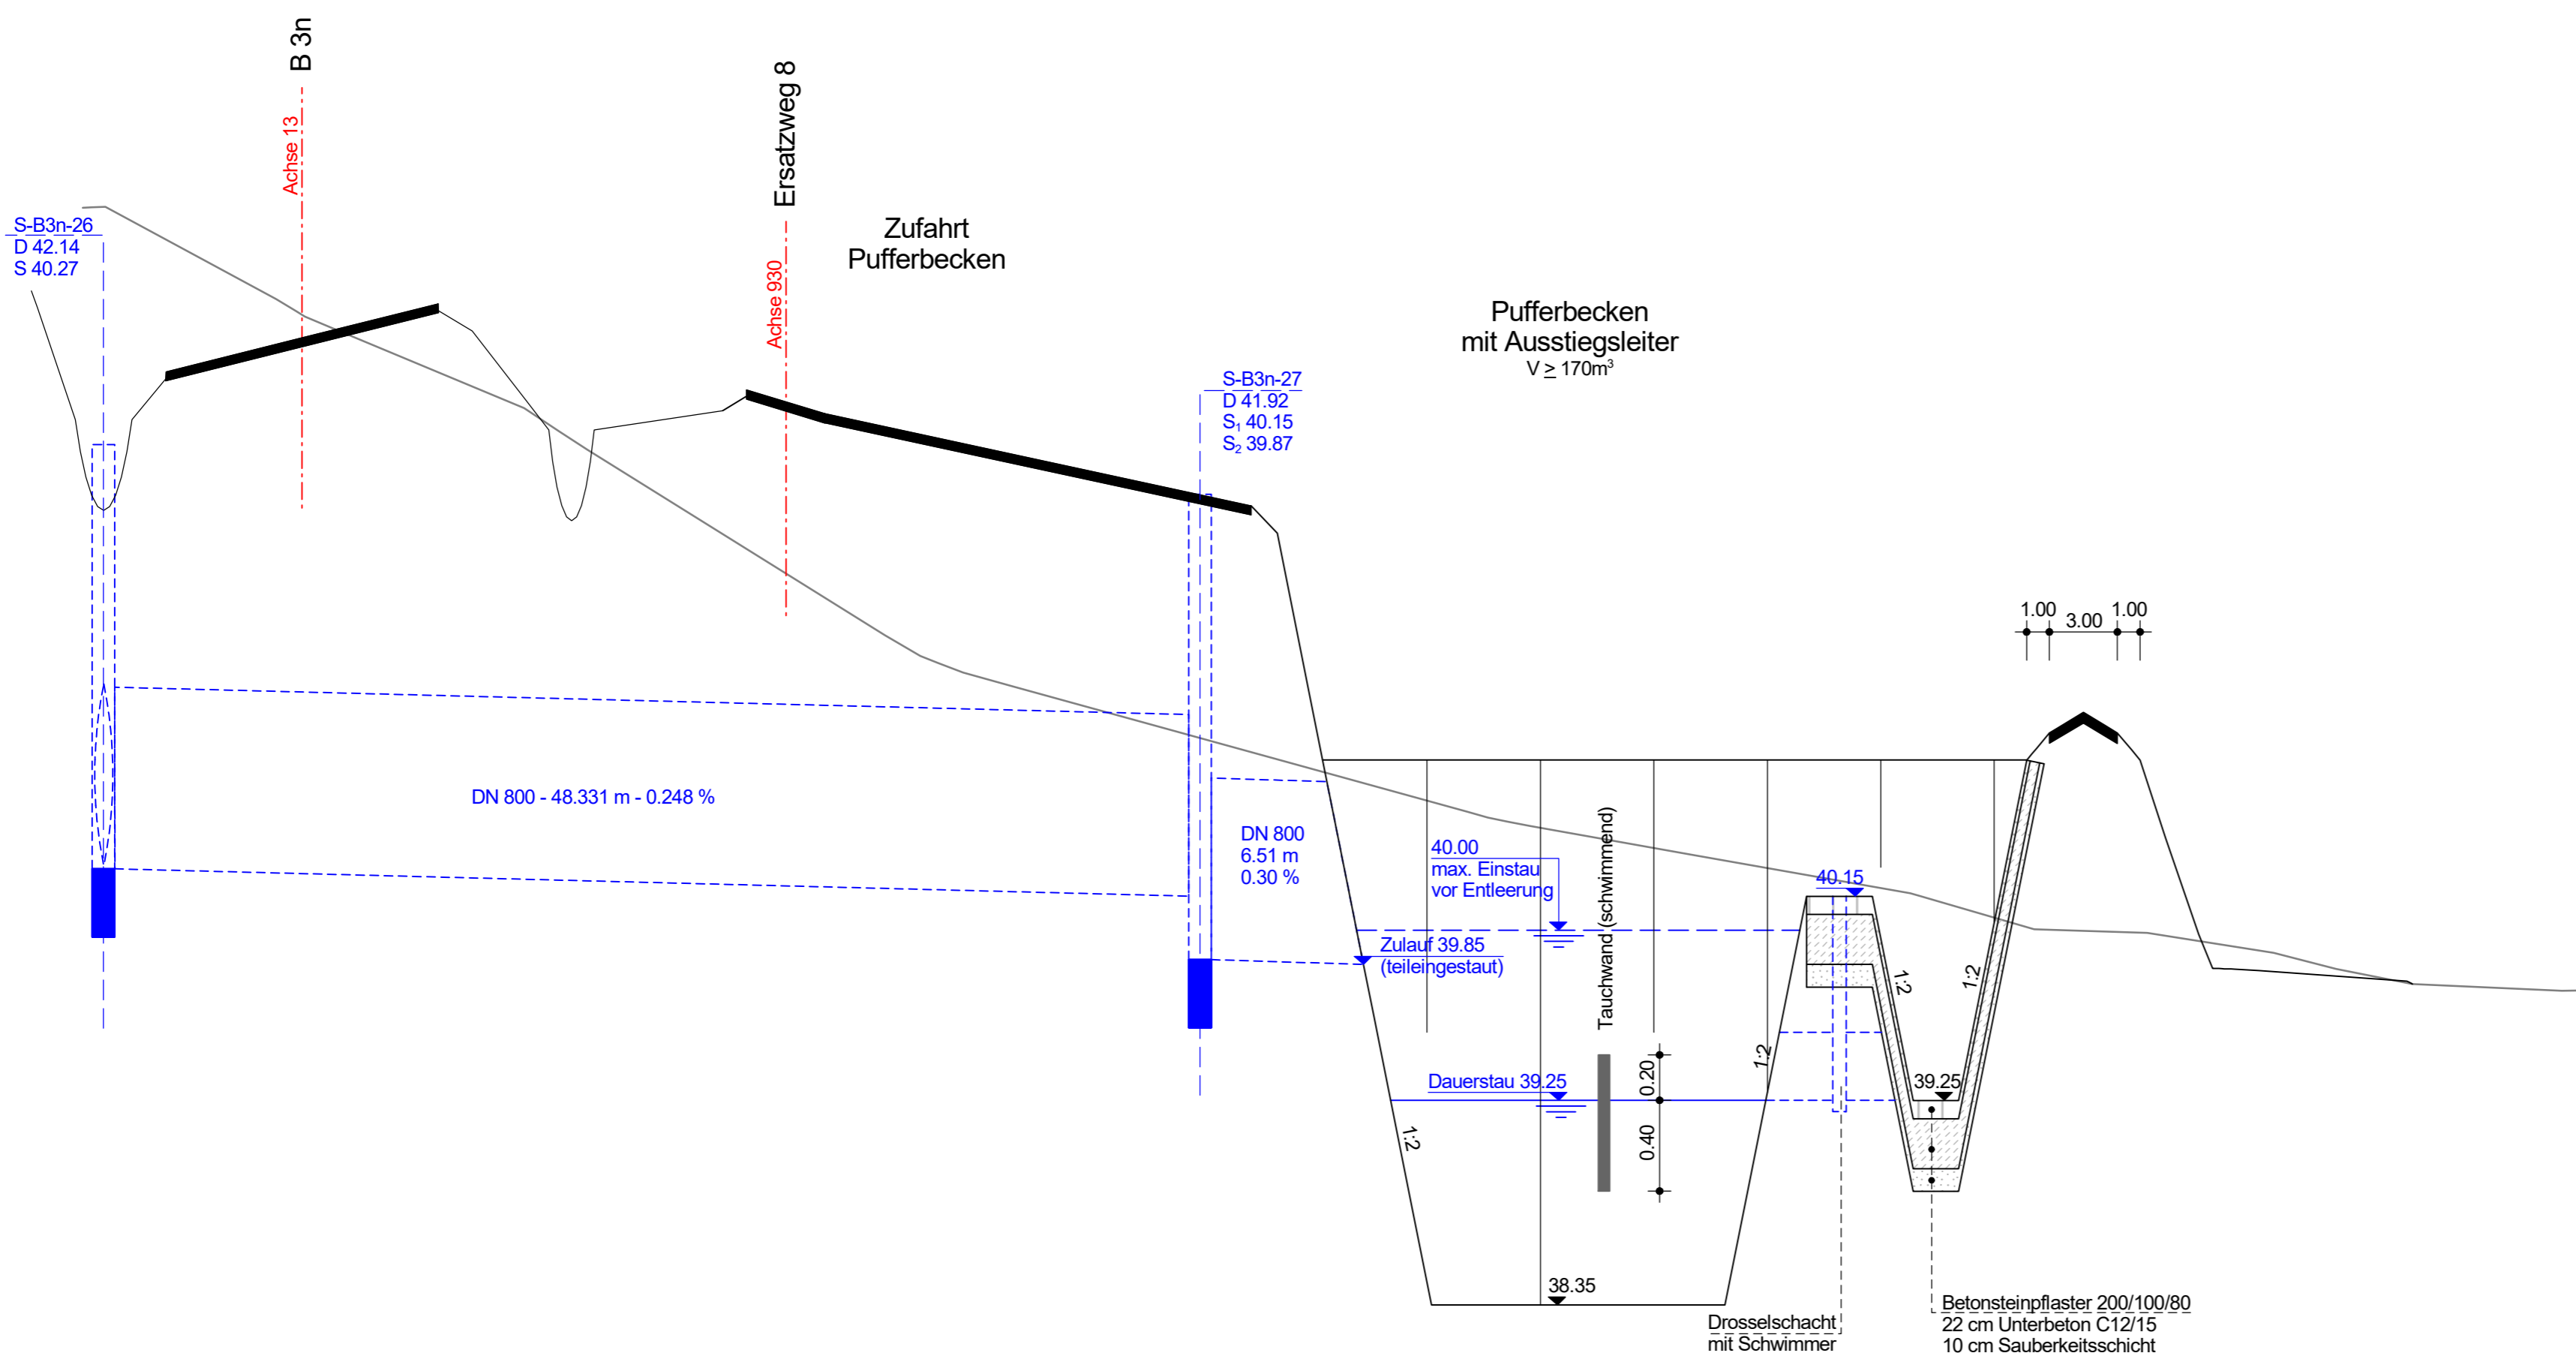 B 3n
Achse 13
Ersatzweg 8
Achse 930
Zufahrt
Pufferbecken
S-B3n-26
D 42.14
S 40.27
Pufferbecken
mit Ausstiegsleiter
V ≥ 170m³
S-B3n-27
D 41.92
S₁ 40.15
S₂ 39.87
1.00
3.00
1.00
DN 800 - 48.331 m - 0.248 %
DN 800
6.51 m
0.30 %
40.00
max. Einstau
vor Entleerung
Tauchwand (schwimmend)
40.15
Zulauf 39.85
(teileingestaut)
1:2
1:2
1:2
0.20
Dauerstau 39.25
39.25
1:2
0.40
38.35
Drosselschacht
mit Schwimmer
Betonsteinpflaster 200/100/80
22 cm Unterbeton C12/15
10 cm Sauberkeitsschicht